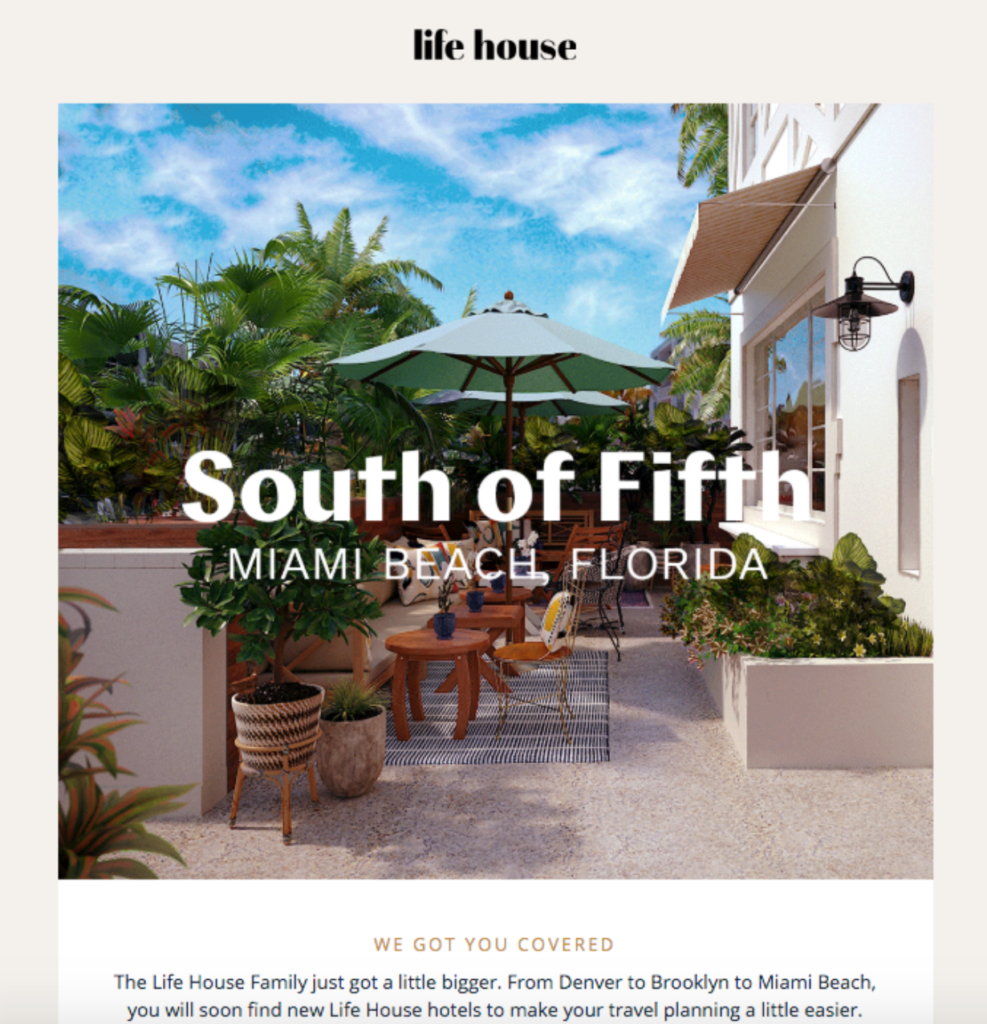 life house
South of Fifth
MIAMI BEACH, FLORIDA
WE GOT YOU COVERED
The Life House Family just got a little bigger. From Denver to Brooklyn to Miami Beach,
you will soon find new Life House hotels to make your travel planning a little easier.